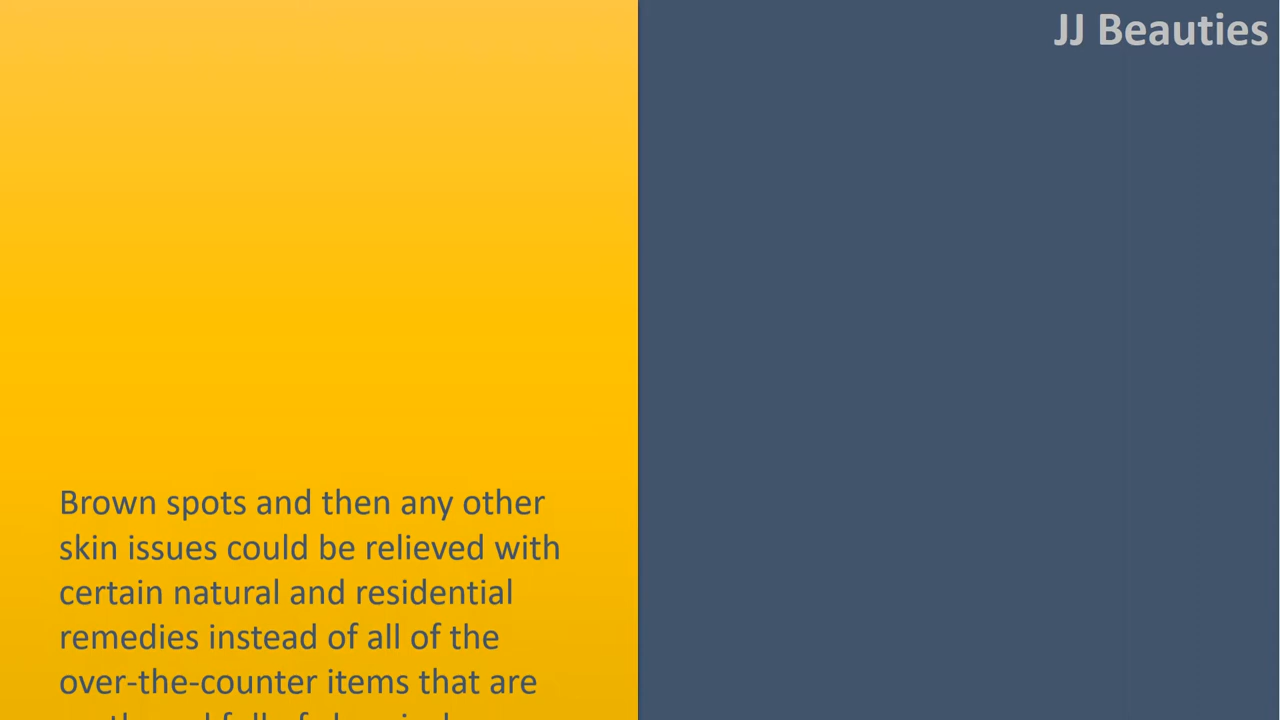 JJ Beauties
Brown spots and then any other
skin issues could be relieved with
certain natural and residential
remedies instead of all of the
over-the-counter items that are